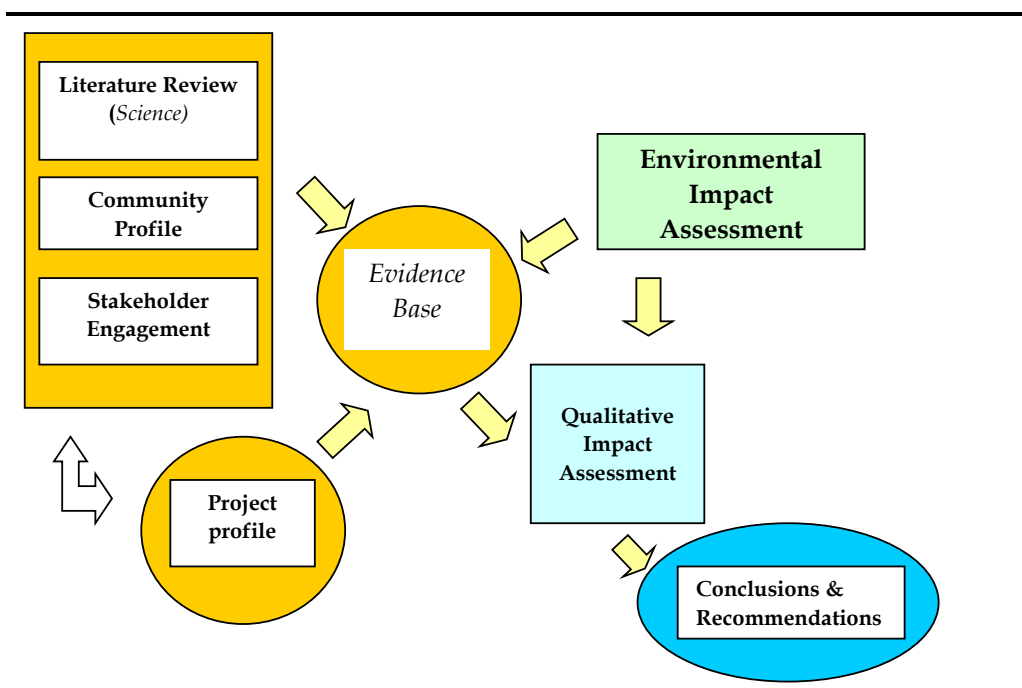 Literature Review
(Science)
Community
Profile
Stakeholder
Engagement
Evidence
Base
Environmental
Impact
Assessment
Project
profile
Qualitative
Impact
Assessment
Conclusions &
Recommendations